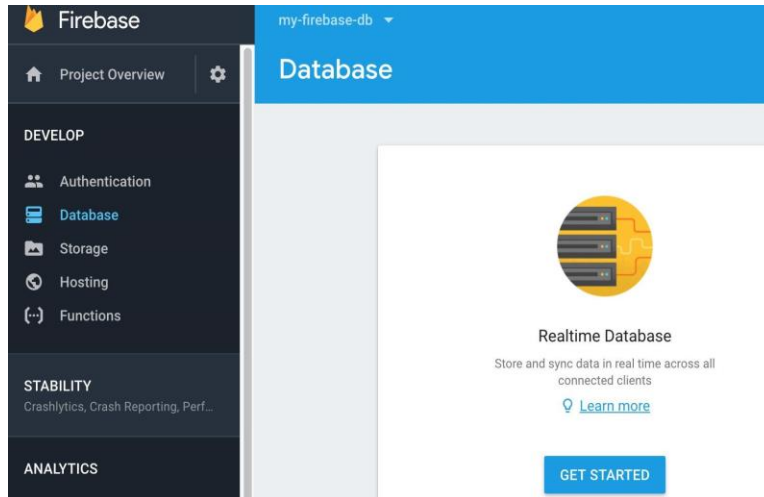 Firebase
Project Overview
DEVELOP
Authentication
Database
Storage
Hosting
Functions
STABILITY
Crashlytics, Crash Reporting, Perf...
ANALYTICS
my-firebase-db
Database
Realtime Database
Store and sync data in real time across all
connected clients
Learn more
GET STARTED